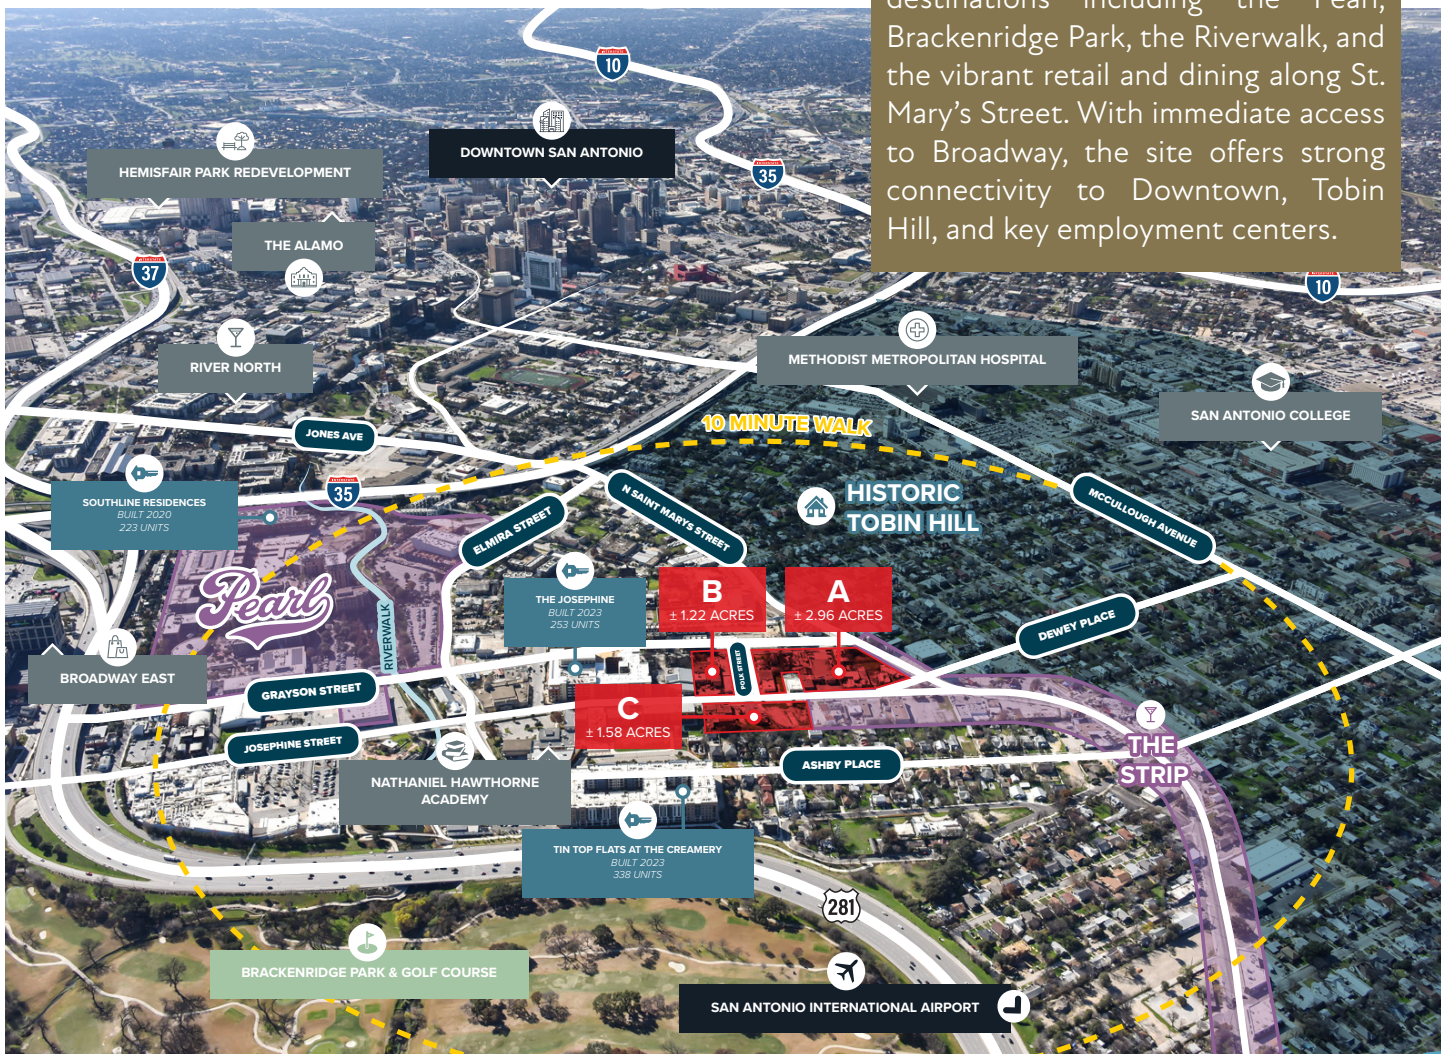 destinations including the Pearl,
Brackenridge Park, the Riverwalk, and
the vibrant retail and dining along St.
Mary's Street. With immediate access
to Broadway, the site offers strong
connectivity to Downtown, Tobin
Hill, and key employment centers.
10
35
10
37
DOWNTOWN SAN ANTONIO
HEMISFAIR PARK REDEVELOPMENT
THE ALAMO
RIVER NORTH
METHODIST METROPOLITAN HOSPITAL
SAN ANTONIO COLLEGE
10 MINUTE WALK
JONES AVE
35
SOUTHLINE RESIDENCES
BUILT 2020
223 UNITS
ELMIRA STREET
N SAINT MARYS STREET
HISTORIC
TOBIN HILL
MCCULLOUGH AVENUE
Pearl
RIVERWALK
THE JOSEPHINE
BUILT 2023
253 UNITS
B
± 1.22 ACRES
A
± 2.96 ACRES
DEWEY PLACE
POLK STREET
BROADWAY EAST
GRAYSON STREET
C
± 1.58 ACRES
JOSEPHINE STREET
ASHBY PLACE
THE
STRIP
NATHANIEL HAWTHORNE
ACADEMY
TIN TOP FLATS AT THE CREAMERY
BUILT 2023
338 UNITS
281
BRACKENRIDGE PARK & GOLF COURSE
SAN ANTONIO INTERNATIONAL AIRPORT